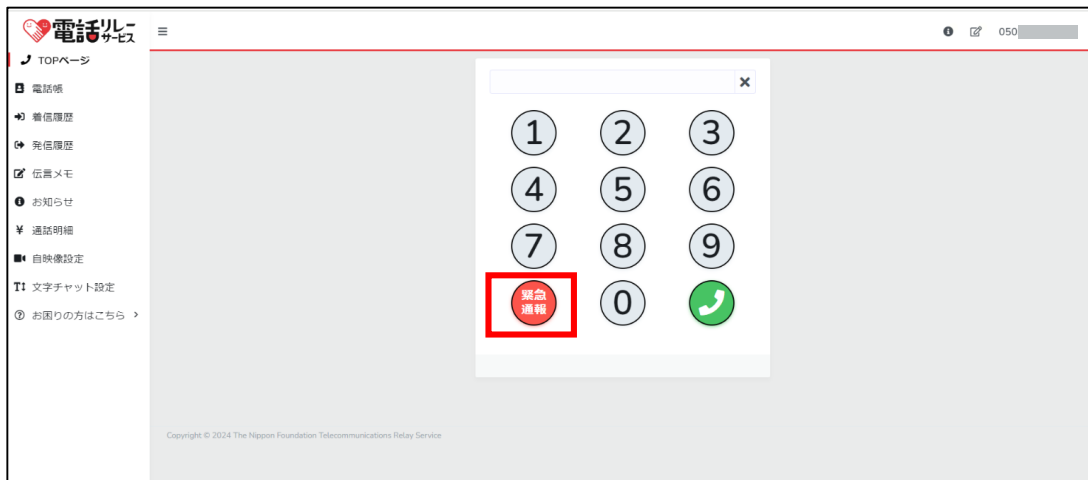 電話リレーサービス
050
TOPページ
電話帳
着信履歴
発信履歴
伝言メモ
お知らせ
¥ 通話明細
自映像設定
文字チャット設定
お困りの方はこちら
1 2 3
4 5 6
7 8 9
緊急
通報
0
Copyright © 2024 The Nippon Foundation Telecommunications Relay Service